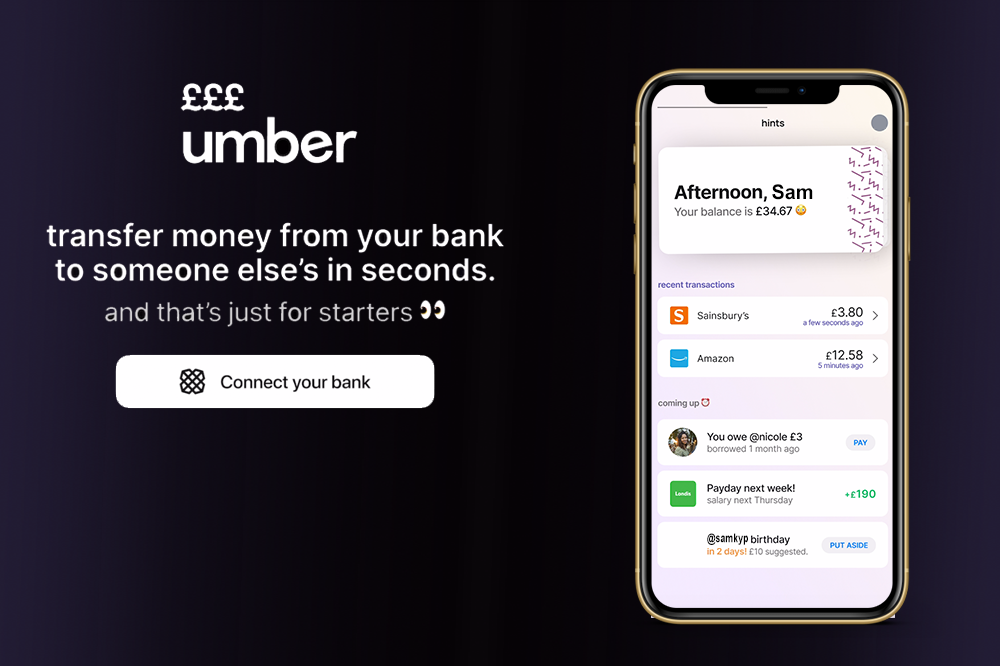 £££
umber
transfer money from your bank
to someone else's in seconds.
and that's just for starters 👀
Connect your bank
hints
Afternoon, Sam
Your balance is £34.67 😳
recent transactions
S Sainsbury's £3.80
a few seconds ago
Amazon £12.58
5 minutes ago
coming up ⏰
You owe @nicole £3
borrowed 1 month ago
PAY
Londis
Payday next week!
salary next Thursday
+£190
@samkyp birthday
in 2 days! £10 suggested.
PUT ASIDE